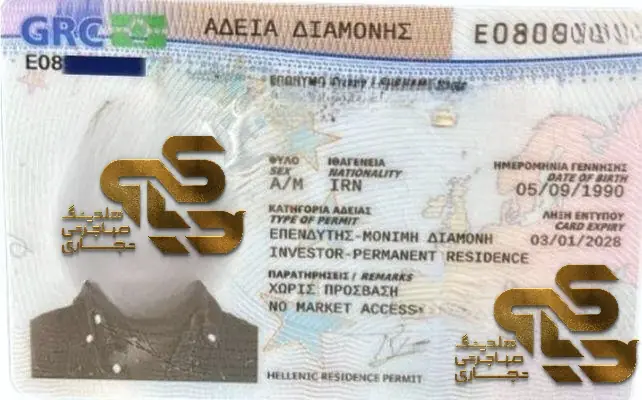 GRC
ΑΔΕΙΑ ΔΙΑΜΟΝΗΣ
E0800
E08
ΦΥΛΟ
SEX
Α/Μ
ΙΘΑΓΕΝΕΙΑ
NATIONALITY
IRN
ΗΜΕΡΟΜΗΝΙΑ ΓΕΝΝΗΣΗΣ
DATE OF BIRTH
05/09/1990
ΚΑΤΗΓΟΡΙΑ ΑΔΕΙΑΣ
TYPE OF PERMIT
ΕΠΕΝΔΥΤΗΣ-ΜΟΝΙΜΗ ΔΙΑΜΟΝΗ
INVESTOR-PERMANENT RESIDENCE
ΛΗΞΗ ΕΝΤΥΠΟΥ
CARD EXPIRY
03/01/2028
ΠΑΡΑΤΗΡΗΣΕΙΣ / REMARKS
ΧΩΡΙΣ ΠΡΟΣΒΑΣΗ
NO MARKET ACCESS
HELLENIC RESIDENCE PERMIT
هلدینگ
مهاجرتی
تجاری
هلدینگ
مهاجرتی
تجاری